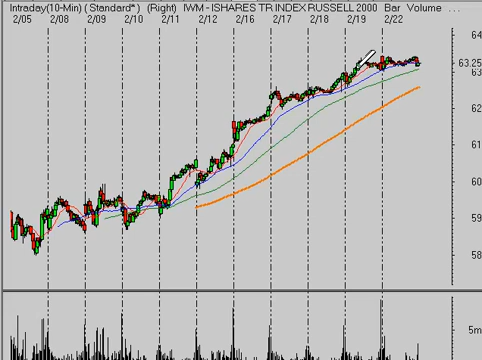 Intraday(10-Min) ( Standard* ) (Right) IWM - ISHARES TR INDEX RUSSELL 2000 Bar Volume ...
2/05 2/08 2/09 2/10 2/11 2/12 2/16 2/17 2/18 2/19 2/22
64
63.25
63
62
61
60
59
58
5m